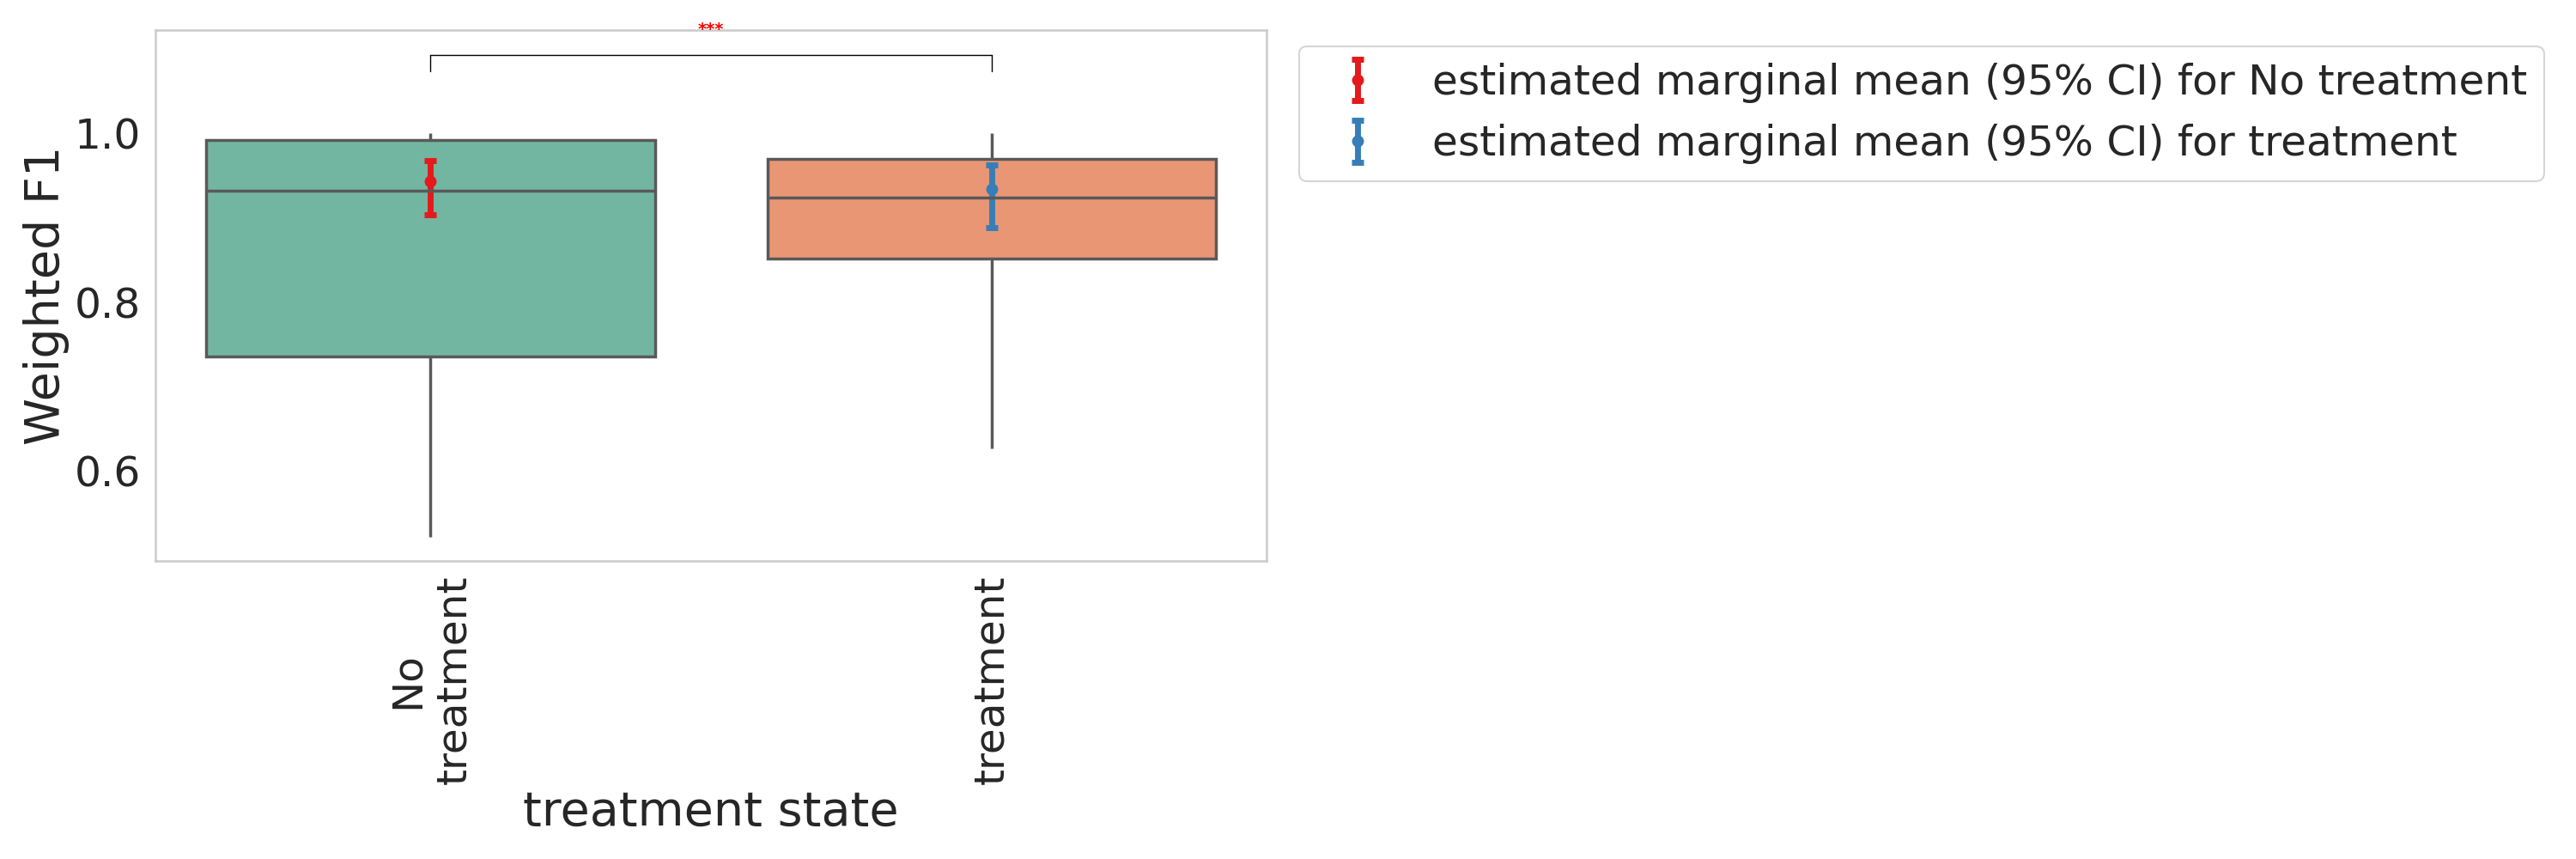 ***
estimated marginal mean (95% CI) for No treatment
estimated marginal mean (95% CI) for treatment
Weighted F1
1.0
0.8
0.6
No
treatment
treatment
treatment state